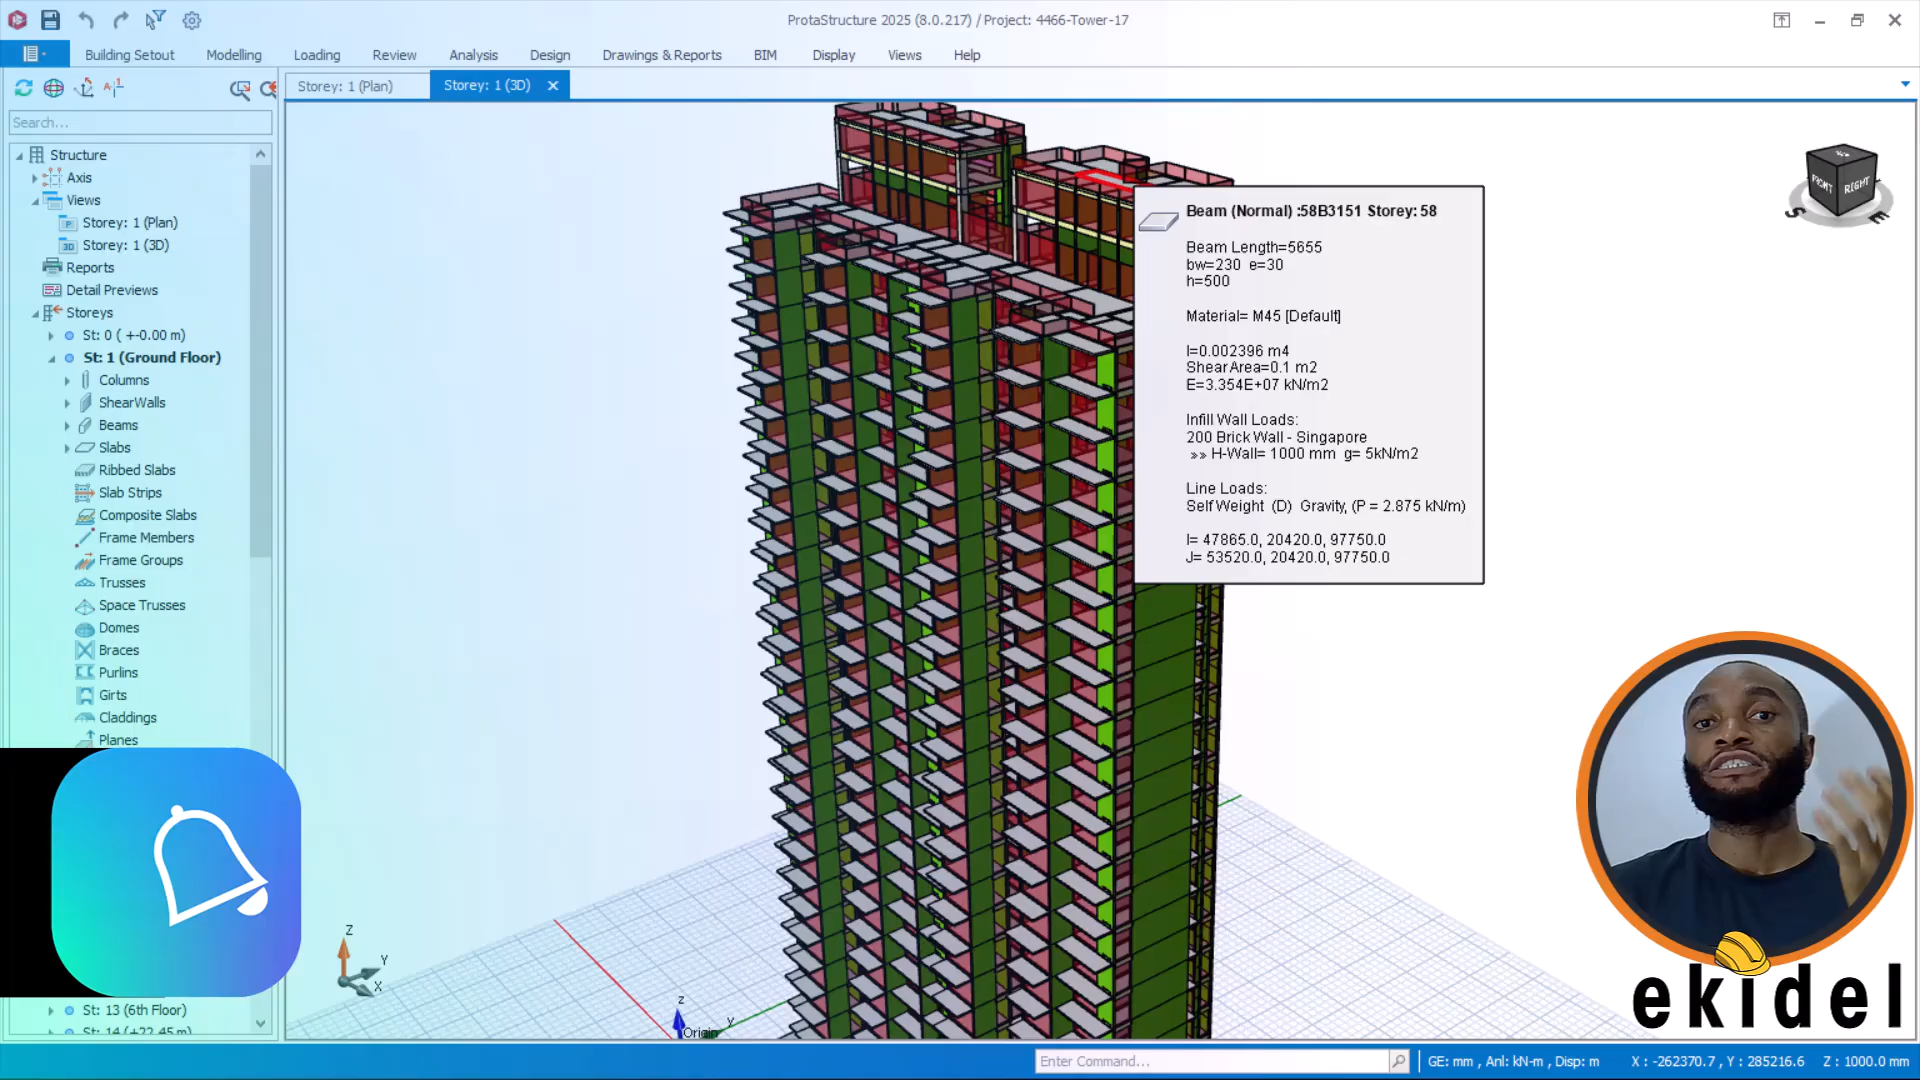 ProtaStructure 2025 (8.0.217) / Project: 4466-Tower-17
Building Setout
Modelling
Loading
Review
Analysis
Design
Drawings & Reports
BIM
Display
Views
Help
Storey: 1 (Plan)
Storey: 1 (3D)
Search...
Structure
Axis
Views
Storey: 1 (Plan)
Storey: 1 (3D)
Reports
Detail Previews
Storeys
St: 0 ( +-0.00 m)
St: 1 (Ground Floor)
Columns
ShearWalls
Beams
Slabs
Ribbed Slabs
Slab Strips
Composite Slabs
Frame Members
Frame Groups
Trusses
Space Trusses
Domes
Braces
Purlins
Girts
Claddings
Planes
St: 13 (6th Floor)
St: 14 (+22.45 m)
Beam (Normal) :58B3151 Storey: 58
Beam Length=5655
bw=230 e=30
h=500
Material= M45 [Default]
I=0.002396 m4
ShearArea=0.1 m2
E=3.354E+07 kN/m2
Infill Wall Loads:
200 Brick Wall - Singapore
»» H-Wall= 1000 mm g= 5kN/m2
Line Loads:
Self Weight (D) Gravity, (P = 2.875 kN/m)
I= 47865.0, 20420.0, 97750.0
J= 53520.0, 20420.0, 97750.0
FRONT
RIGHT
S
E
Z
Y
X
z
y
Origin
ekidel
Enter Command...
GE: mm , Anl: kN-m , Disp: m
X : -262370.7 , Y : 285216.6
Z : 1000.0 mm